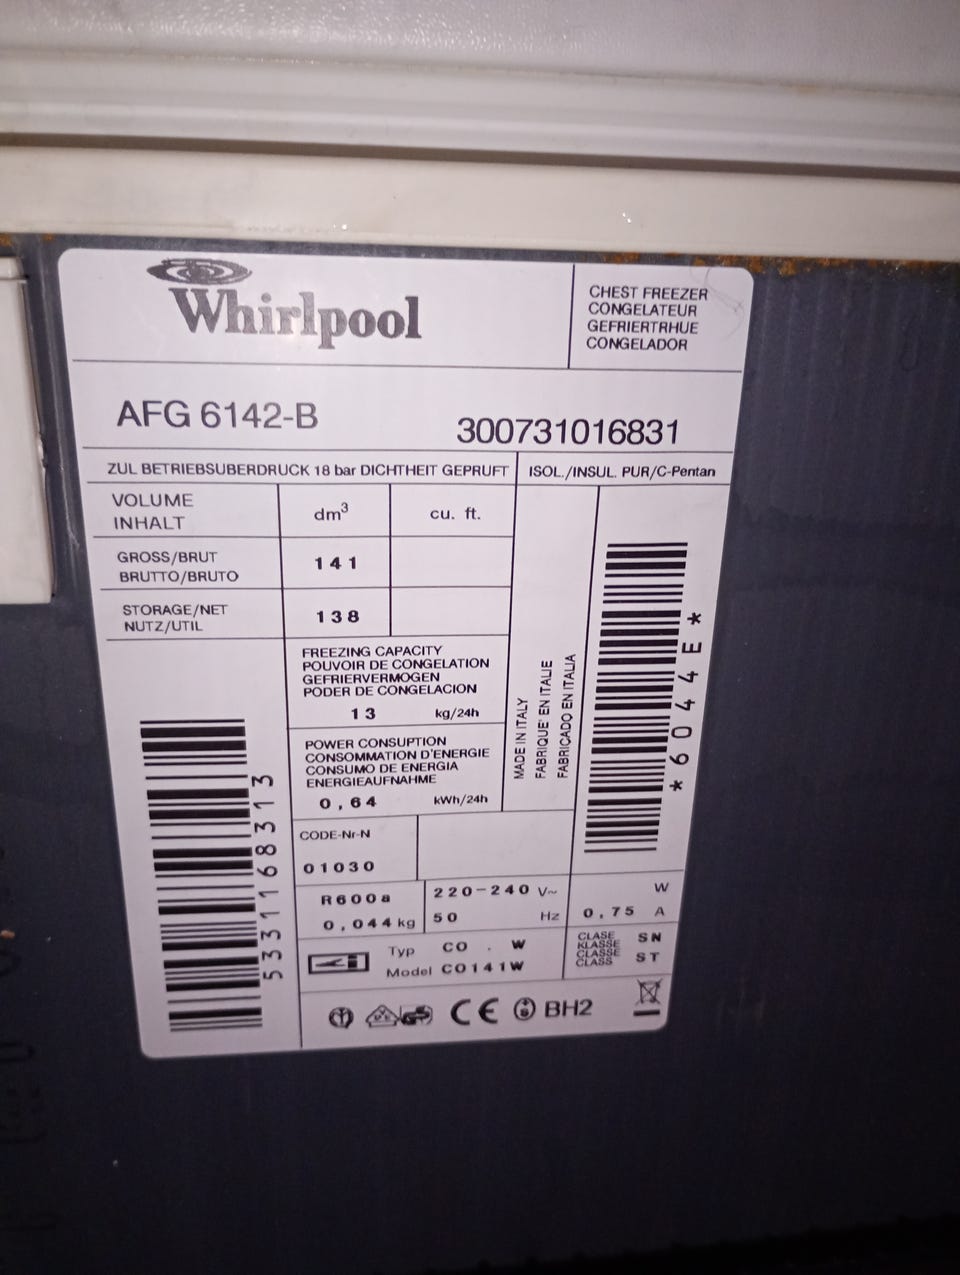 Whirlpool
CHEST FREEZER
CONGELATEUR
GEFRIERTRHUE
CONGELADOR
AFG 6142-B
300731016831
ZUL BETRIEBSUBERDRUCK 18 bar DICHTHEIT GEPRUFT
ISOL./INSUL. PUR/C-Pentan
VOLUME
INHALT
dm³
cu. ft.
GROSS/BRUT
BRUTTO/BRUTO
141
STORAGE/NET
NUTZ/UTIL
138
FREEZING CAPACITY
POUVOIR DE CONGELATION
GEFRIERVERMOGEN
PODER DE CONGELACION
13 kg/24h
POWER CONSUPTION
CONSOMMATION D'ENERGIE
CONSUMO DE ENERGIA
ENERGIEAUFNAHME
0,64 kWh/24h
MADE IN ITALY
FABRIQUE' EN ITALIE
FABRICADO EN ITALIA
*6044E*
5331168313
CODE-Nr-N
01030
R600a
0,044 kg
220-240 V~
50 Hz
W
0,75 A
Typ CO . W
Model CO141W
CLASE
KLASSE
CLASSE
CLASS
SN
ST
CE
BH2